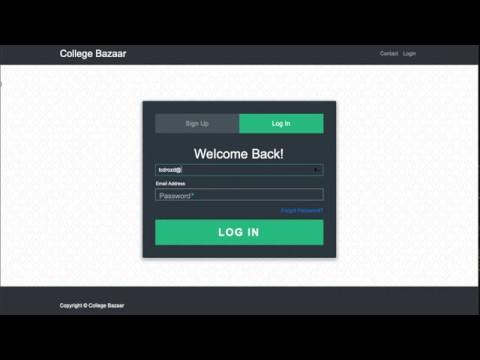 College Bazaar
Contact Login
Sign Up Log In
Welcome Back!
Email Address
Password*
Forgot Password?
LOG IN
Copyright © College Bazaar